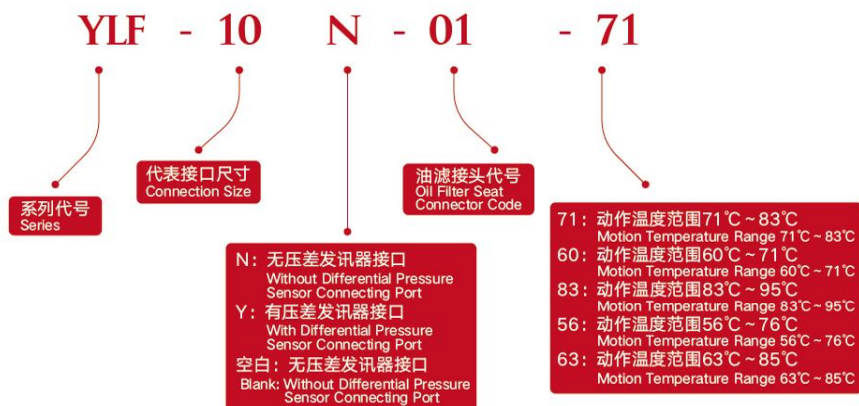 YLF - 10 N - 01 - 71
代表接口尺寸
Connection Size
油滤接头代号
Oil Filter Seat
Connector Code
系列代号
Series
N: 无压差发讯器接口
Without Differential Pressure
Sensor Connecting Port
Y: 有压差发讯器接口
With Differential Pressure
Sensor Connecting Port
空白: 无压差发讯器接口
Blank: Without Differential Pressure
Sensor Connecting Port
71: 动作温度范围71℃~83℃
Motion Temperature Range 71℃~83℃
60: 动作温度范围60℃~71℃
Motion Temperature Range 60℃~71℃
83: 动作温度范围83℃~95℃
Motion Temperature Range 83℃~95℃
56: 动作温度范围56℃~76℃
Motion Temperature Range 56℃~76℃
63: 动作温度范围63℃~85℃
Motion Temperature Range 63℃~85℃